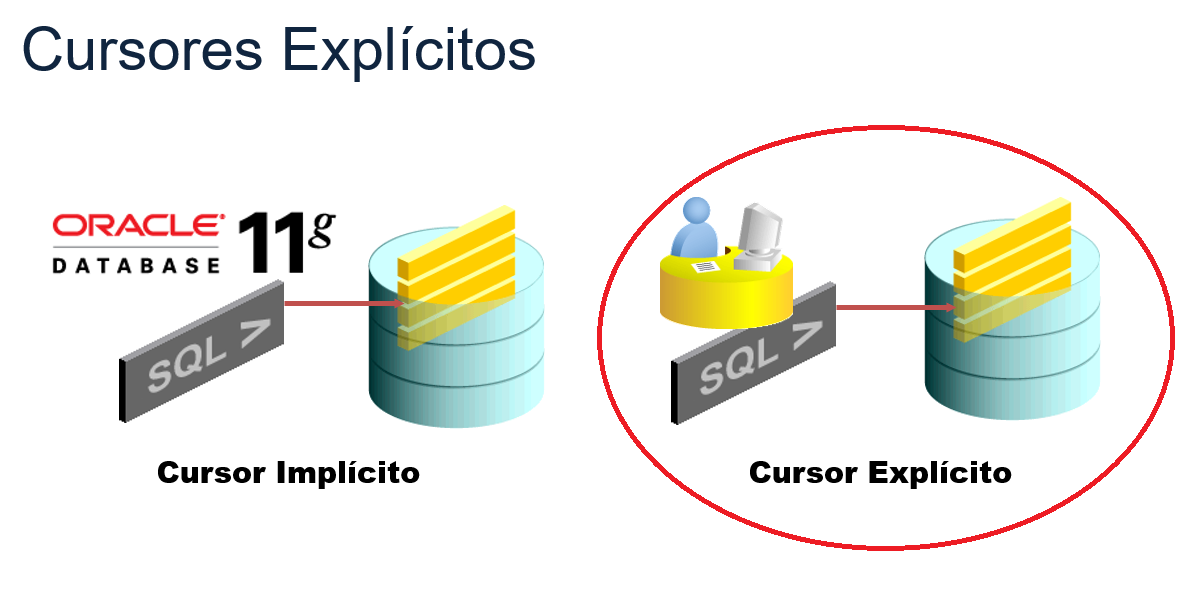 Cursores Explícitos
ORACLE
DATABASE
11g
SQL >
SQL >
Cursor Implícito
Cursor Explícito